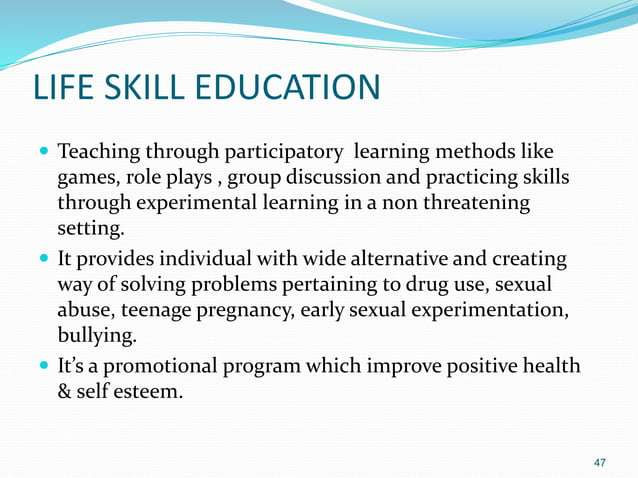 LIFE SKILL EDUCATION
• Teaching through participatory  learning methods like
games, role plays , group discussion and practicing skills
through experimental learning in a non threatening
setting.
• It provides individual with wide alternative and creating
way of solving problems pertaining to drug use, sexual
abuse, teenage pregnancy, early sexual experimentation,
bullying.
• It’s a promotional program which improve positive health
& self esteem.
47